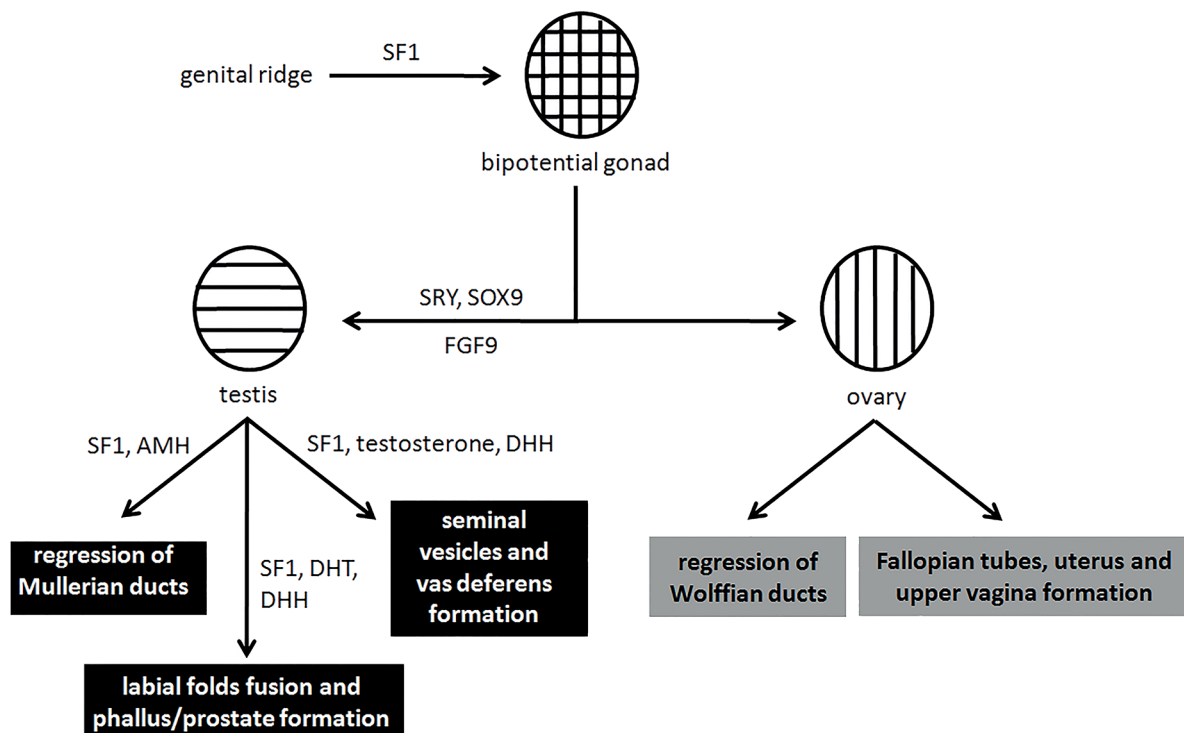 SF1
genital ridge
bipotential gonad
SRY, SOX9
FGF9
testis
ovary
SF1, AMH
SF1, testosterone, DHH
regression of
Mullerian ducts
SF1, DHT,
DHH
seminal
vesicles and
vas deferens
formation
labial folds fusion and
phallus/prostate formation
regression of
Wolffian ducts
Fallopian tubes, uterus and
upper vagina formation